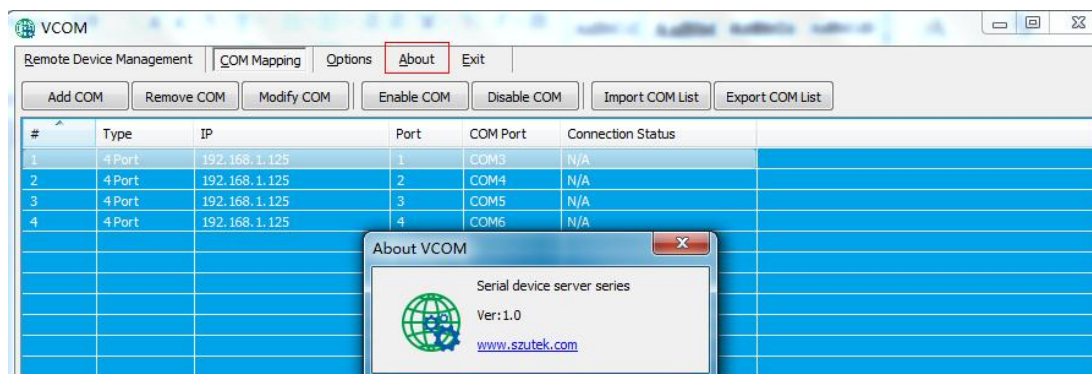 VCOM
Remote Device Management COM Mapping Options About Exit
Add COM Remove COM Modify COM Enable COM Disable COM Import COM List Export COM List
# Type IP Port COM Port Connection Status
1 4 Port 192.168.1.125 1 COM3 N/A
2 4 Port 192.168.1.125 2 COM4 N/A
3 4 Port 192.168.1.125 3 COM5 N/A
4 4 Port 192.168.1.125 4 COM6 N/A
About VCOM
Serial device server series
Ver:1.0
www.szutek.com